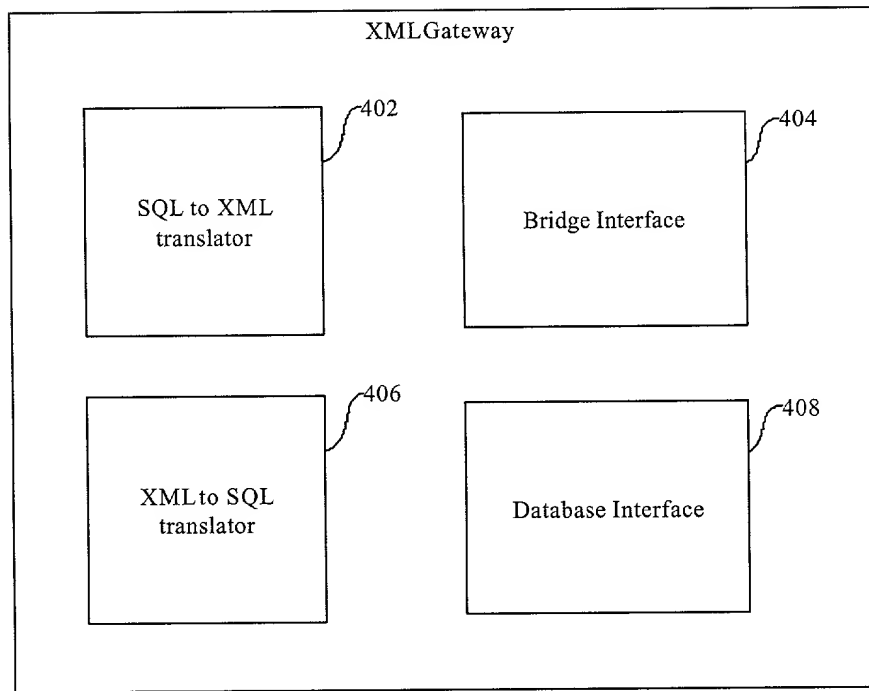 XMLGateway
402
SQL to XML
translator
404
Bridge Interface
406
XML to SQL
translator
408
Database Interface